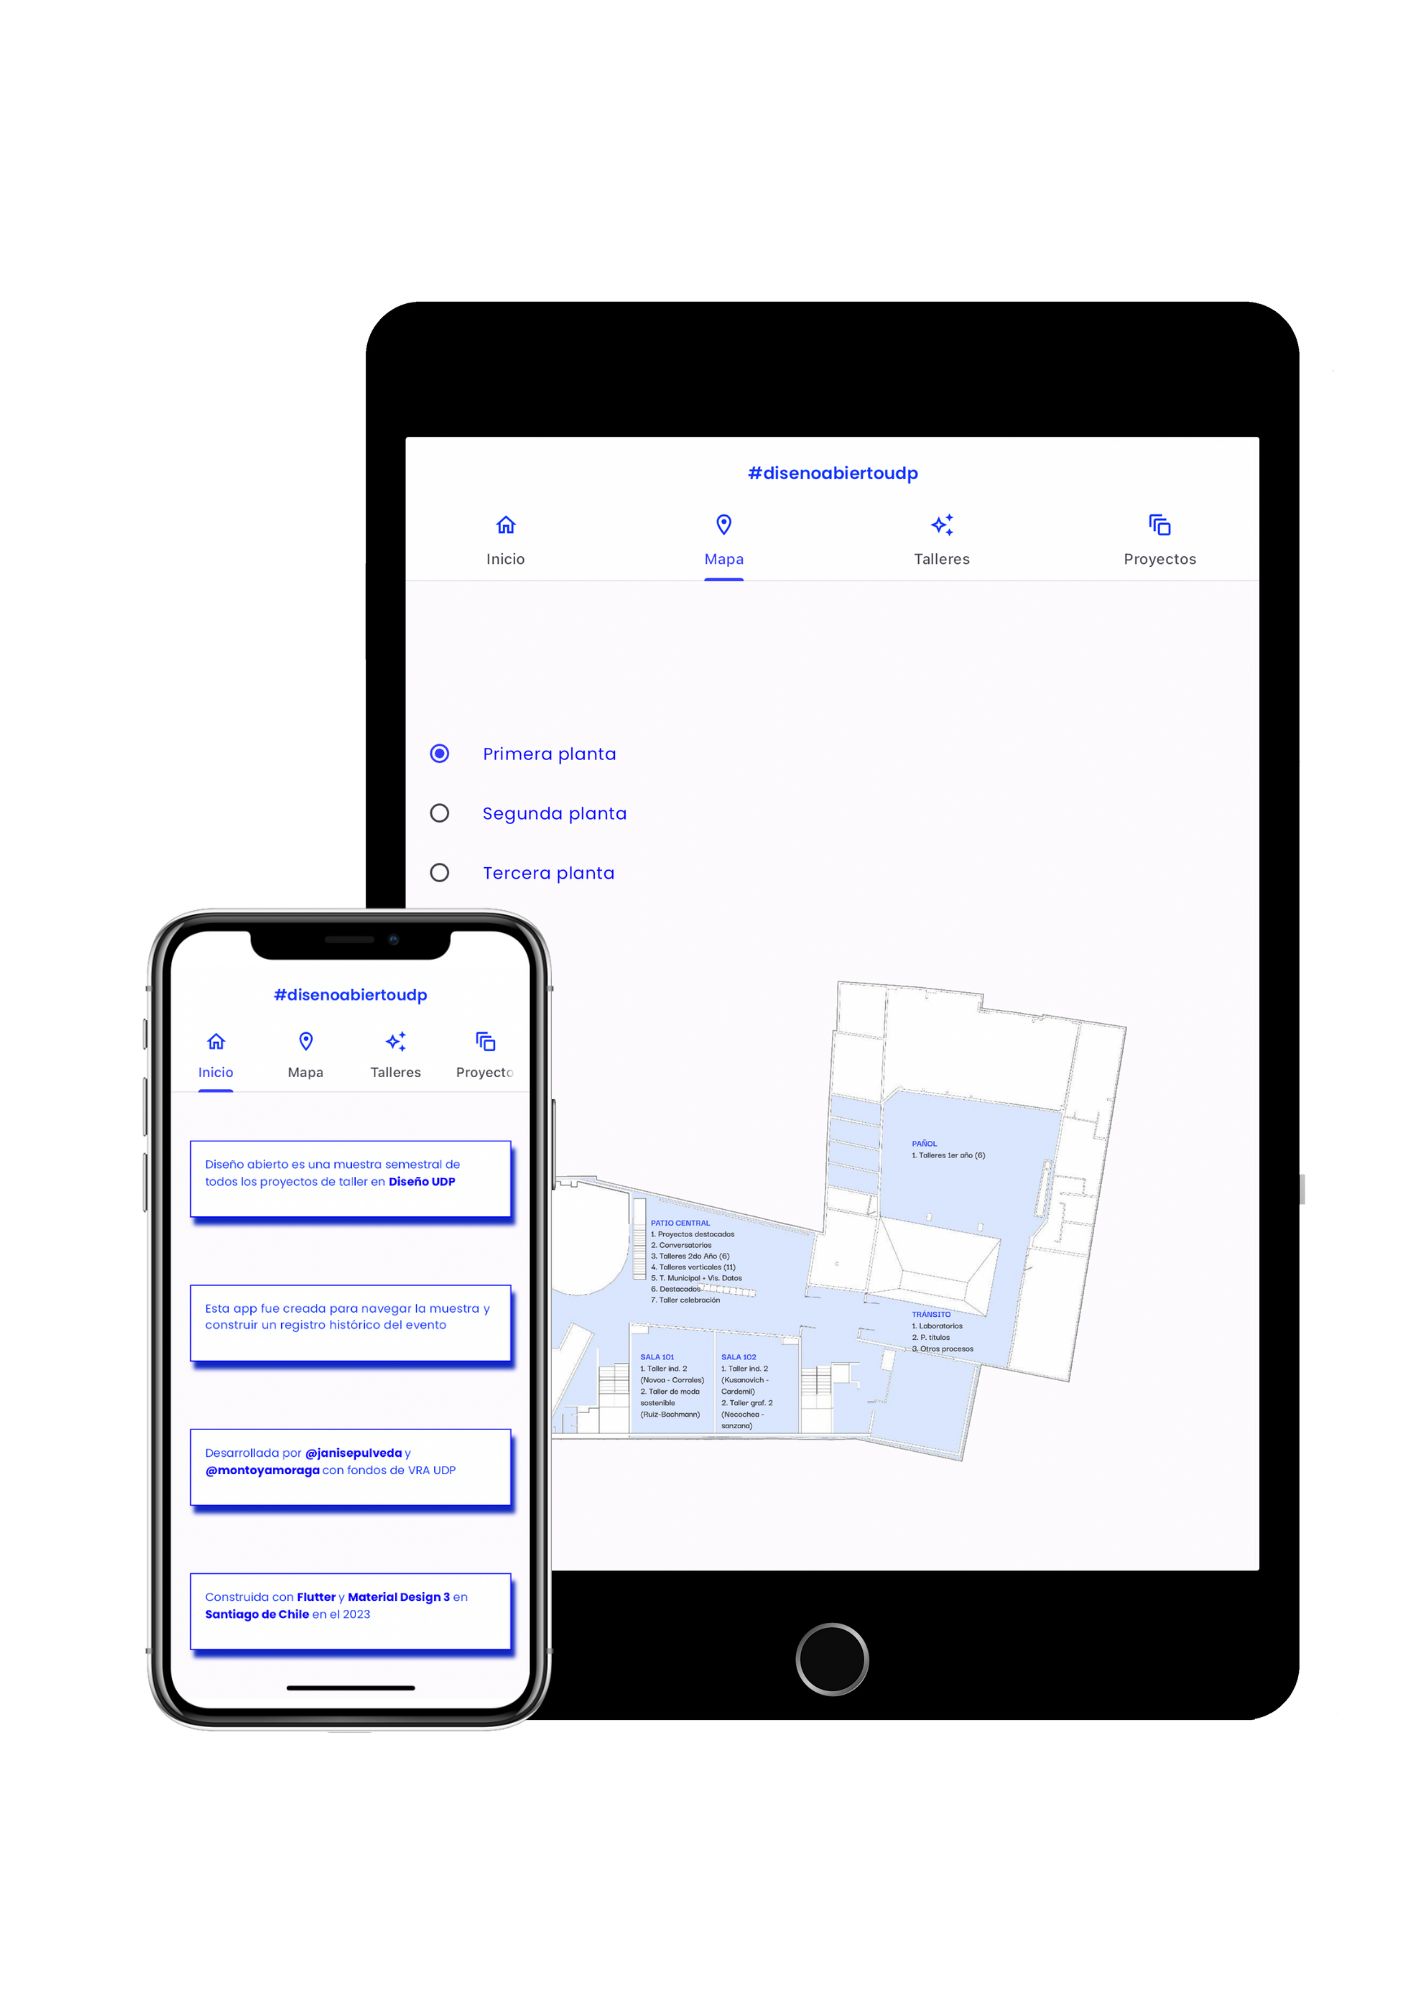 #disenoabiertoudp
Inicio
Mapa
Talleres
Proyectos
Primera planta
Segunda planta
Tercera planta
PAÑOL
1. Talleres 1er año (6)
PATIO CENTRAL
1. Proyectos destacados
2. Conversatorios
3. Talleres 2do Año (6)
4. Talleres verticales (11)
5. T. Municipal + Vis. Datos
6. Destacados
7. Taller celebración
TRÁNSITO
1. Laboratorios
2. P. títulos
3. Otros procesos
SALA 101
1. Taller ind. 2
(Novoa - Corrales)
2. Taller de moda
sostenible
(Ruiz-Bachmann)
SALA 102
1. Taller ind. 2
(Kusanovich -
Cardemil)
2. Taller graf. 2
(Necochea -
sanzana)
#disenoabiertoudp
Inicio
Mapa
Talleres
Proyecto
Diseño abierto es una muestra semestral de
todos los proyectos de taller en Diseño UDP
Esta app fue creada para navegar la muestra y
construir un registro histórico del evento
Desarrollada por @janisepulveda y
@montoyamoraga con fondos de VRA UDP
Construida con Flutter y Material Design 3 en
Santiago de Chile en el 2023